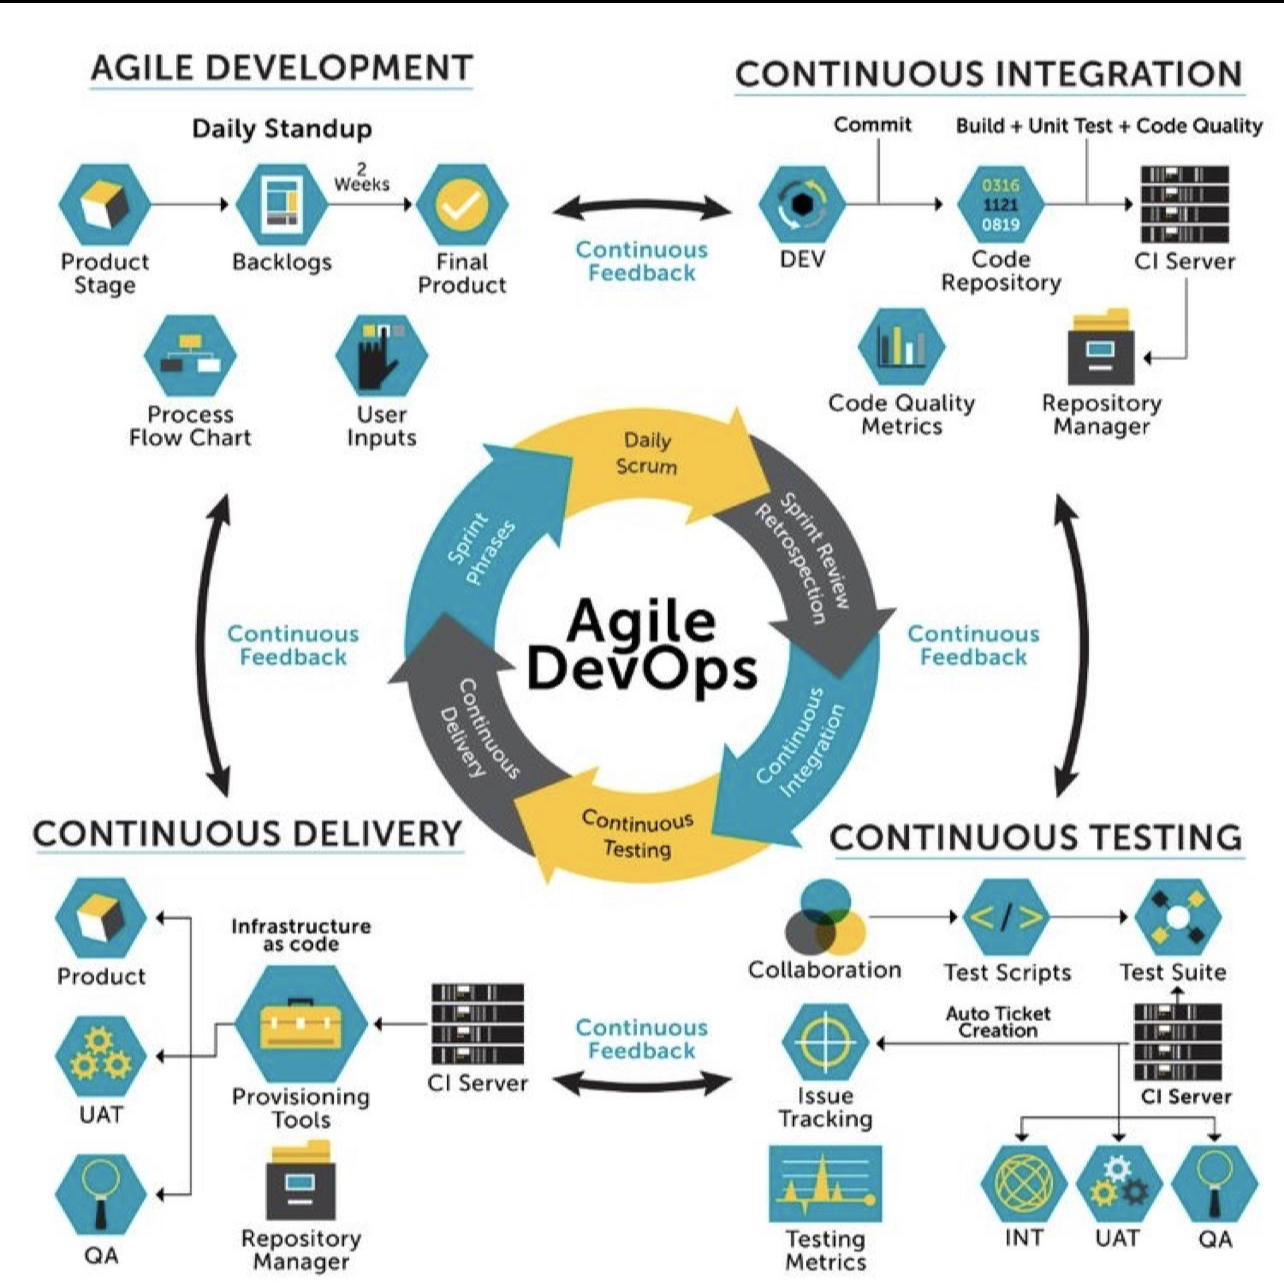 AGILE DEVELOPMENT
Daily Standup
2
Weeks
Product
Stage
Backlogs
Final
Product
Process
Flow Chart
User
Inputs
Continuous
Feedback
CONTINUOUS INTEGRATION
Commit
Build + Unit Test + Code Quality
0316
1121
0819
DEV
Code
Repository
CI Server
Code Quality
Metrics
Repository
Manager
Daily
Scrum
Sprint Review
Retrospection
Continuous
Integration
Continuous
Testing
Continuous
Delivery
Sprint
Phrases
Agile
DevOps
Continuous
Feedback
Continuous
Feedback
CONTINUOUS DELIVERY
Product
Infrastructure
as code
UAT
Provisioning
Tools
CI Server
QA
Repository
Manager
Continuous
Feedback
CONTINUOUS TESTING
Collaboration
</>
Test Scripts
Test Suite
Auto Ticket
Creation
Issue
Tracking
CI Server
Testing
Metrics
INT
UAT
QA